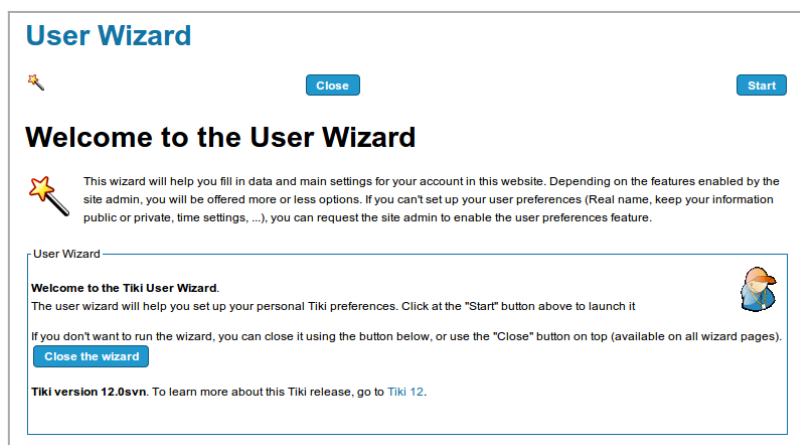 User Wizard
Close
Start
Welcome to the User Wizard
This wizard will help you fill in data and main settings for your account in this website. Depending on the features enabled by the
site admin, you will be offered more or less options. If you can't set up your user preferences (Real name, keep your information
public or private, time settings, ...), you can request the site admin to enable the user preferences feature.
User Wizard
Welcome to the Tiki User Wizard.
The user wizard will help you set up your personal Tiki preferences. Click at the "Start" button above to launch it
If you don't want to run the wizard, you can close it using the button below, or use the "Close" button on top (available on all wizard pages).
Close the wizard
Tiki version 12.0svn. To learn more about this Tiki release, go to Tiki 12.